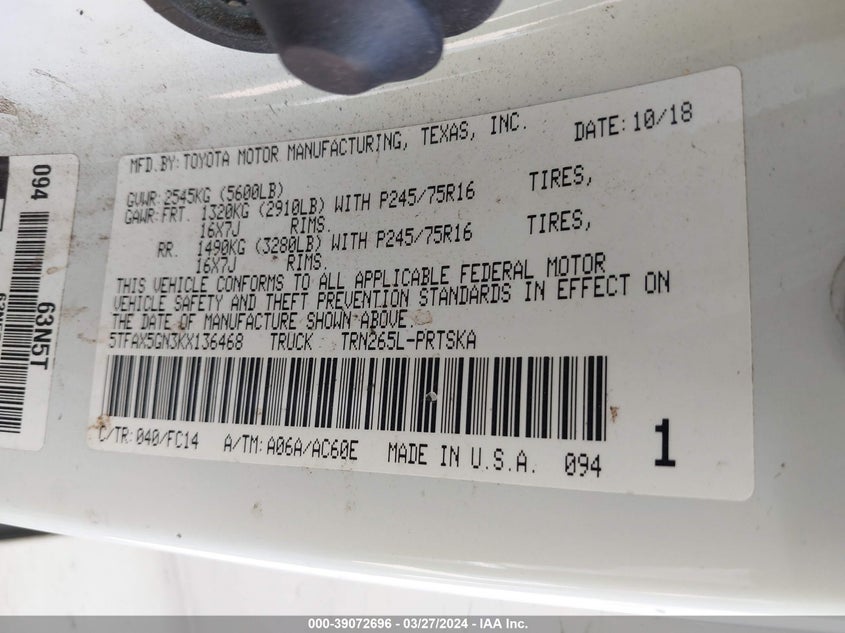 MFD.BY:TOYOTA MOTOR MANUFACTURING, TEXAS, INC. DATE:10/18
GVWR:2545KG (5600LB)
GAWR:FRT. 1320KG (2910LB) WITH P245/75R16 TIRES,
16X7J RIMS.
RR. 1490KG (3280LB) WITH P245/75R16 TIRES,
16X7J RIMS.
THIS VEHICLE CONFORMS TO ALL APPLICABLE FEDERAL MOTOR
VEHICLE SAFETY AND THEFT PREVENTION STANDARDS IN EFFECT ON
THE DATE OF MANUFACTURE SHOWN ABOVE.
5TFAX5GN3KX136468 TRUCK TRN265L-PRTSKA
C/TR:040/FC14 A/TM:A06A/AC60E MADE IN U.S.A. 094 1
094 63N5T
000-39072696 - 03/27/2024 - IAA Inc.